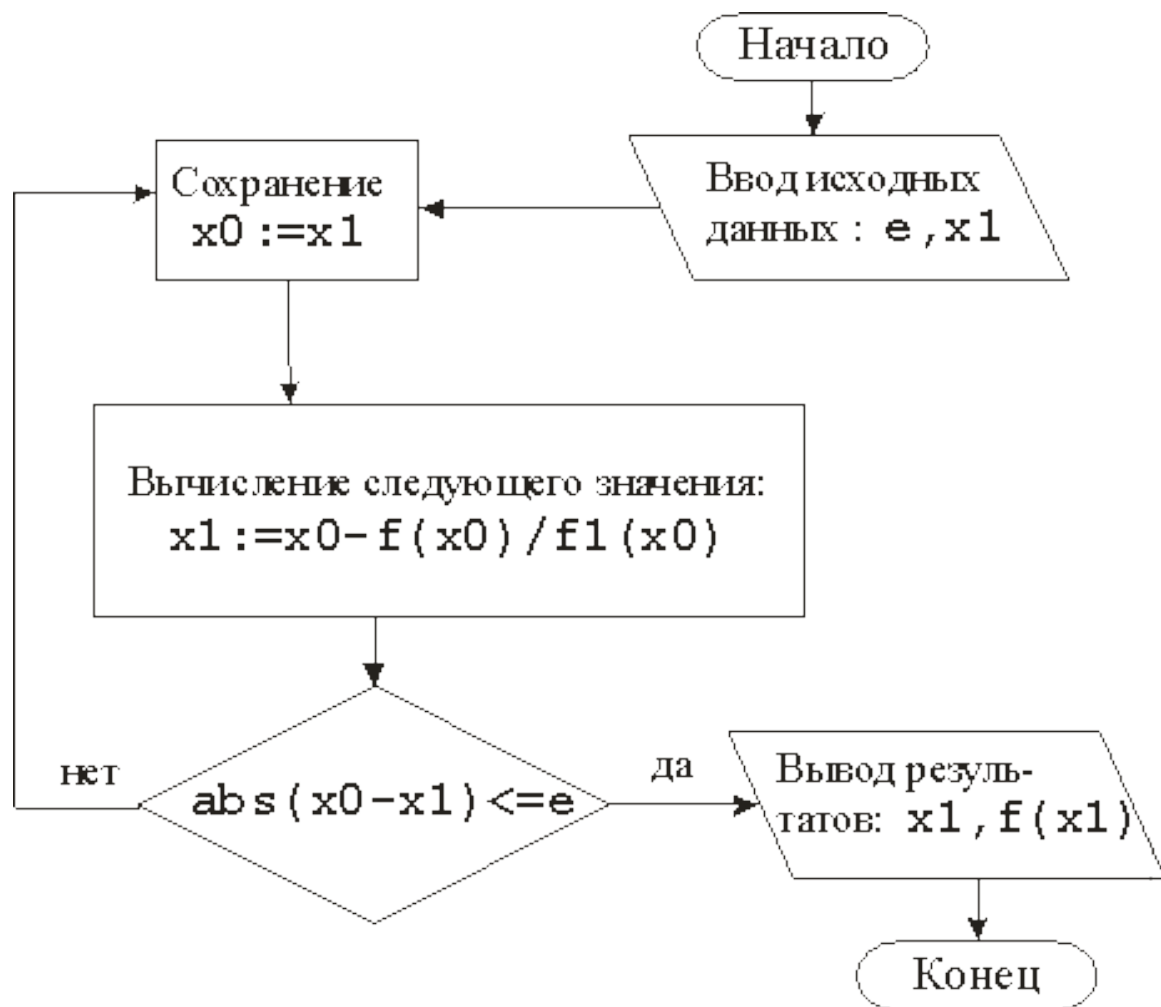 Начало
Ввод исходных
данных : e,x1
Сохранение
x0:=x1
Вычисление следующего значения:
x1:=x0-f(x0)/f1(x0)
abs(x0-x1)<=e
нет
да
Вывод резуль-
татов: x1,f(x1)
Конец